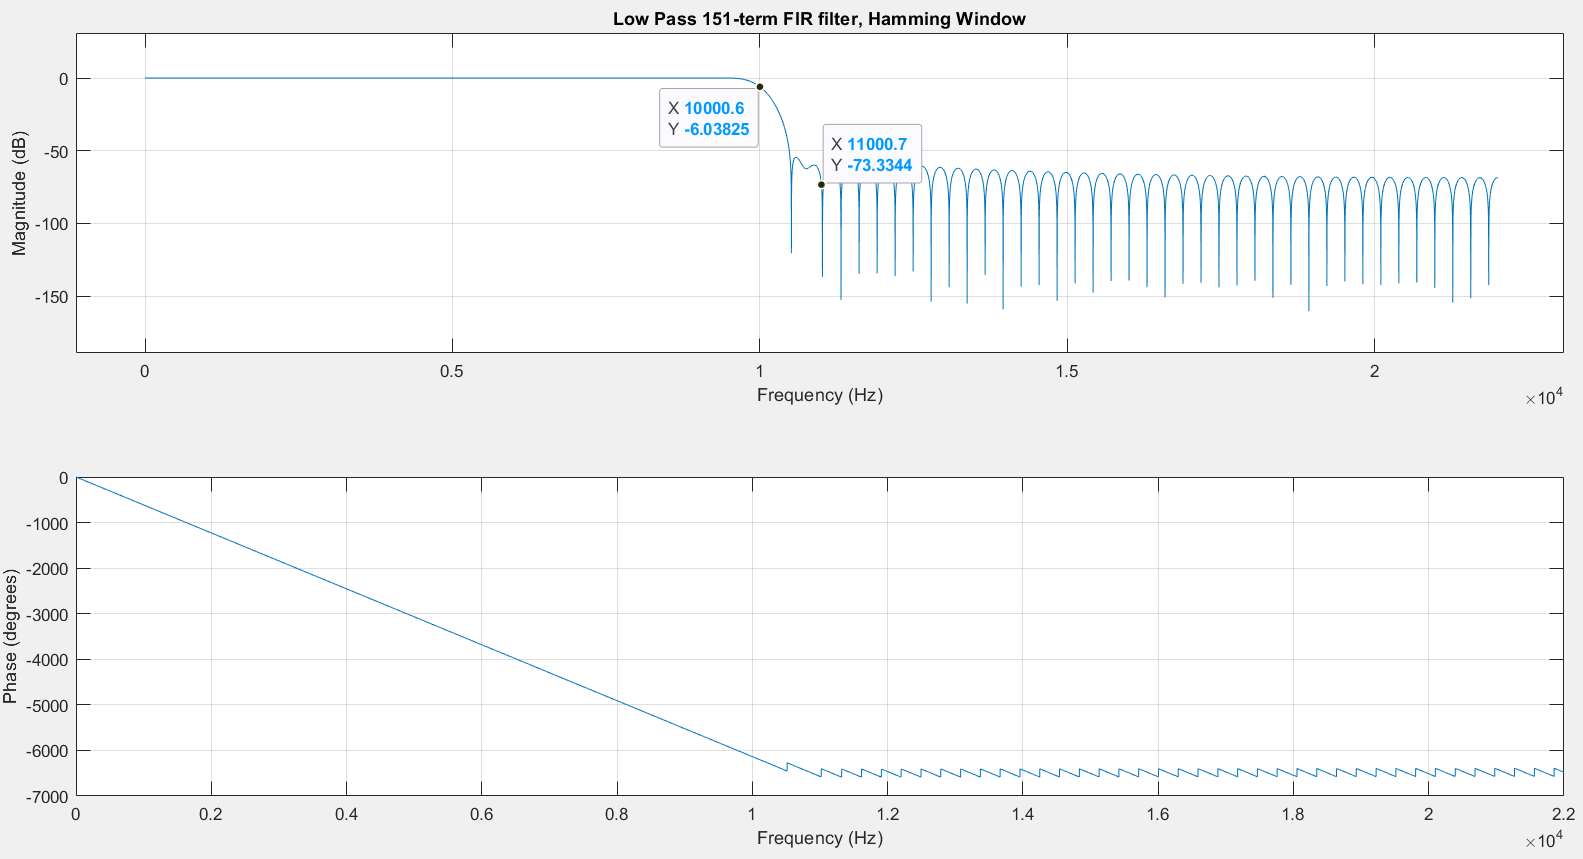 Low Pass 151-term FIR filter, Hamming Window
0
-50
-100
-150
Magnitude (dB)
X 10000.6
Y -6.03825
X 11000.7
Y -73.3344
0 0.5 1 1.5 2
Frequency (Hz)
×10^4
0
-1000
-2000
-3000
-4000
-5000
-6000
-7000
Phase (degrees)
0 0.2 0.4 0.6 0.8 1 1.2 1.4 1.6 1.8 2 2.2
Frequency (Hz)
×10^4